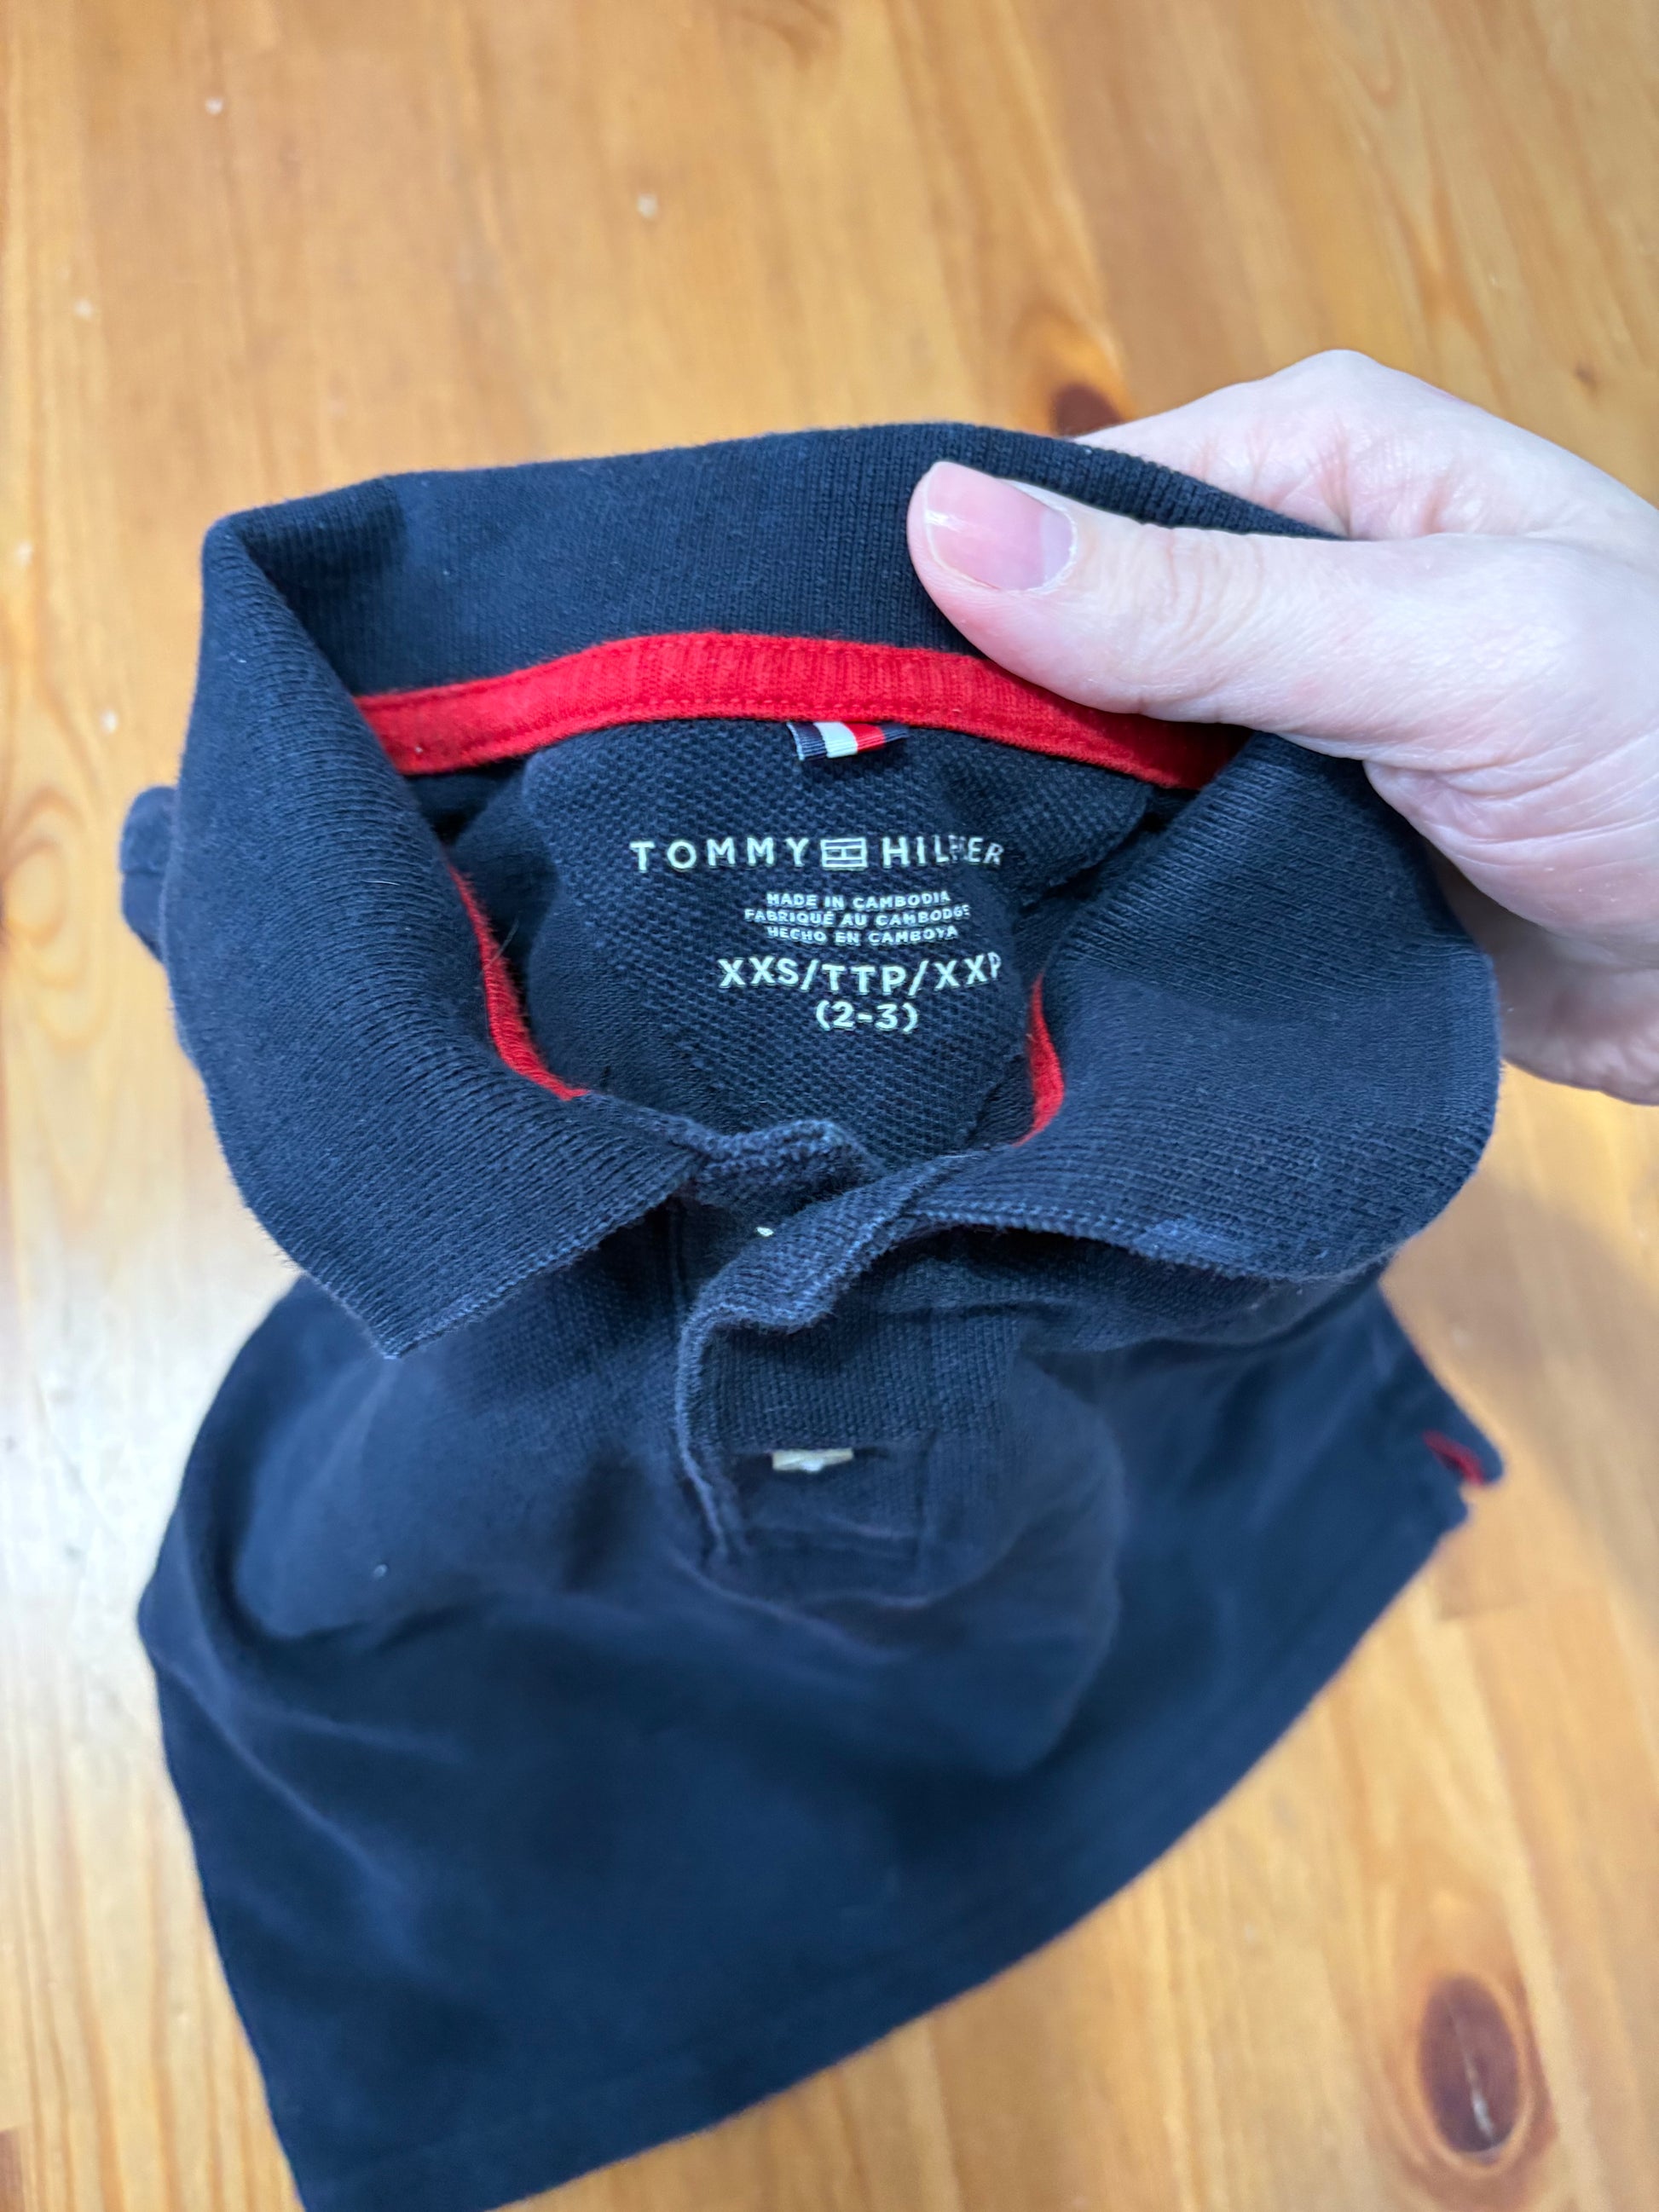 TOMMY HILFIGER
MADE IN CAMBODIA
FABRIQUÉ AU CAMBODGE
HECHO EN CAMBOYA
XXS/TTP/XXP
(2-3)